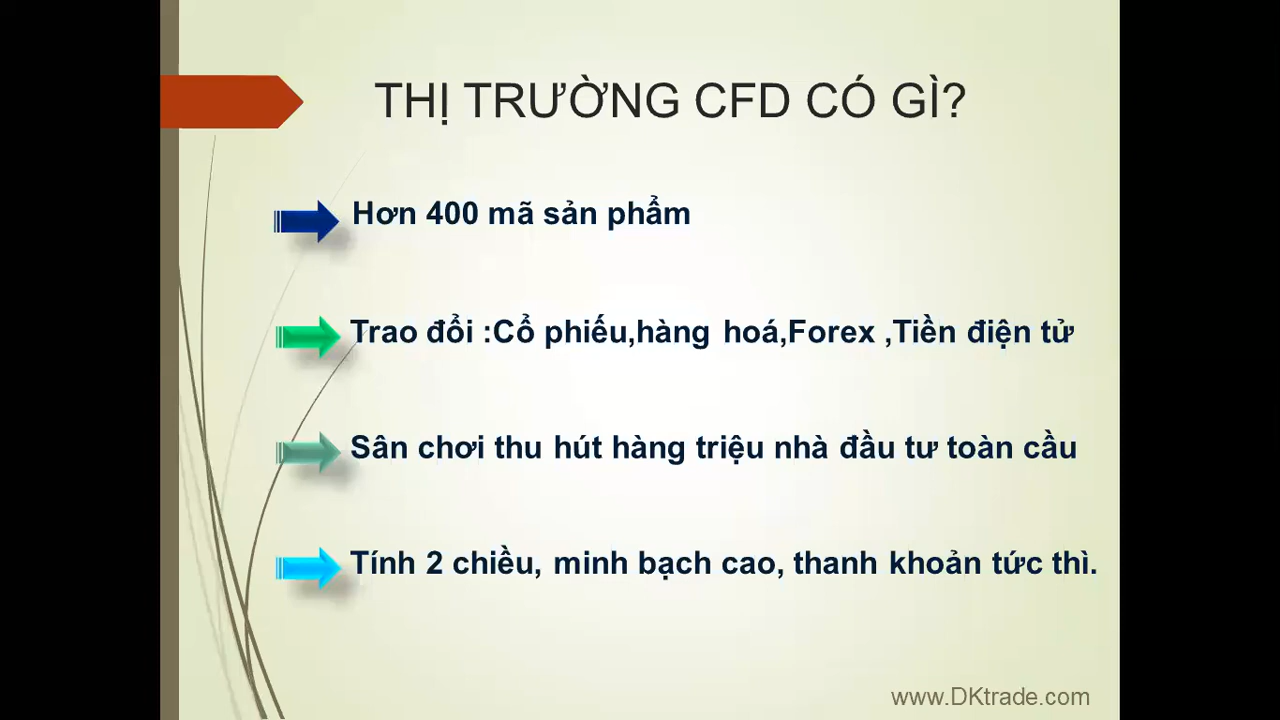 THỊ TRƯỜNG CFD CÓ GÌ?
Hơn 400 mã sản phẩm
Trao đổi :Cổ phiếu,hàng hoá,Forex ,Tiền điện tử
Sân chơi thu hút hàng triệu nhà đầu tư toàn cầu
Tính 2 chiều, minh bạch cao, thanh khoản tức thì.
www.DKtrade.com